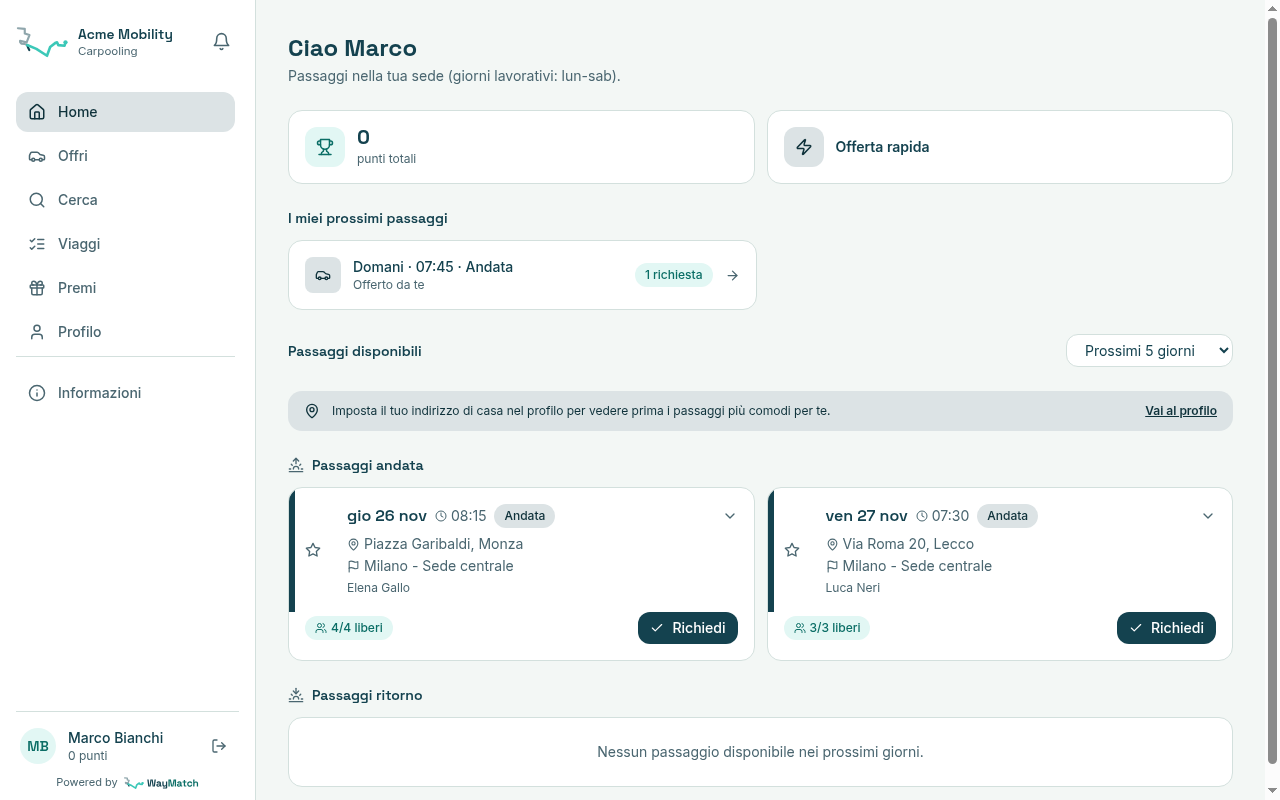 Acme Mobility
Carpooling
Home
Offri
Cerca
Viaggi
Premi
Profilo
Informazioni
MB
Marco Bianchi
0 punti
Powered by WayMatch
Ciao Marco
Passaggi nella tua sede (giorni lavorativi: lun-sab).
0
punti totali
Offerta rapida
I miei prossimi passaggi
Domani · 07:45 · Andata
Offerto da te
1 richiesta
Passaggi disponibili
Prossimi 5 giorni
Imposta il tuo indirizzo di casa nel profilo per vedere prima i passaggi più comodi per te.
Vai al profilo
Passaggi andata
gio 26 nov 08:15 Andata
Piazza Garibaldi, Monza
Milano - Sede centrale
Elena Gallo
4/4 liberi
Richiedi
ven 27 nov 07:30 Andata
Via Roma 20, Lecco
Milano - Sede centrale
Luca Neri
3/3 liberi
Richiedi
Passaggi ritorno
Nessun passaggio disponibile nei prossimi giorni.